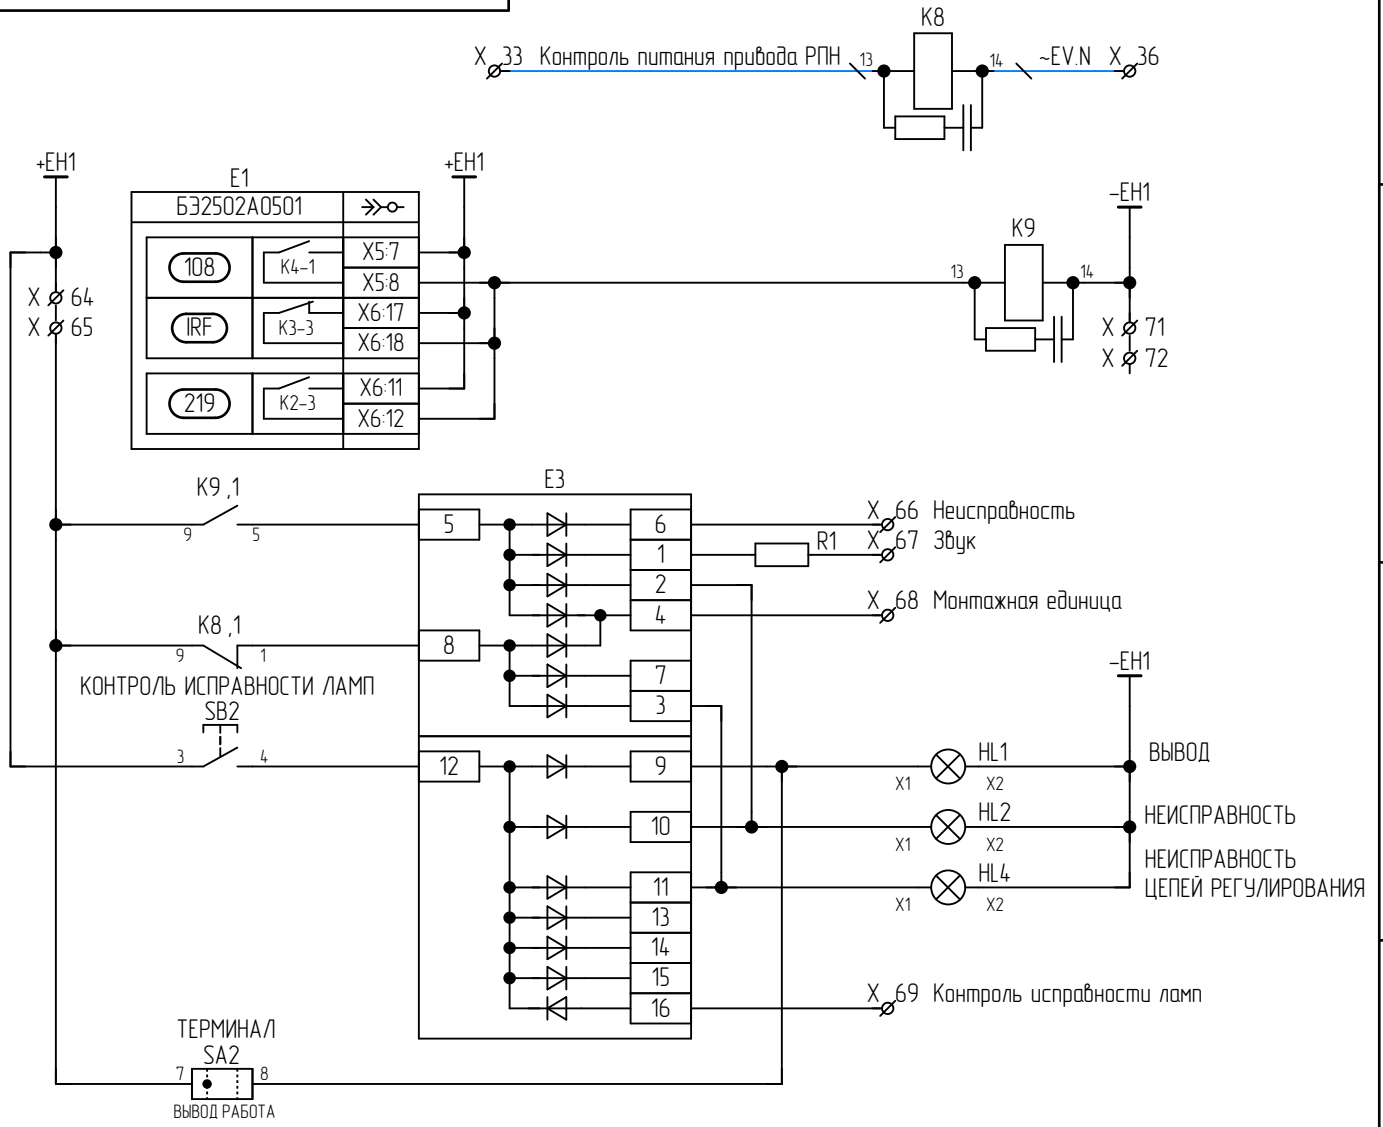 K8
X 33 Контроль питания привода РПН 13 14 ~EV.N X 36
+EH1
E1
+EH1
-EH1
БЭ2502А0501
K9
108 K4-1 X5:7
X5:8
13 14
IRF K3-3 X6:17
X6:18
X 64
X 65
X 71
X 72
219 K2-3 X6:11
X6:12
E3
K9,1
9 5
5 6 X 66 Неисправность
1 R1 X 67 Звук
2
4 X 68 Монтажная единица
K8,1
9 1
8
7
3
-EH1
КОНТРОЛЬ ИСПРАВНОСТИ ЛАМП
SB2
3 4
12 9 X1 HL1 X2 ВЫВОД
10 X1 HL2 X2 НЕИСПРАВНОСТЬ
11 X1 HL4 X2 НЕИСПРАВНОСТЬ
ЦЕПЕЙ РЕГУЛИРОВАНИЯ
13
14
15
16 X 69 Контроль исправности ламп
ТЕРМИНАЛ
SA2
7 8
ВЫВОД РАБОТА